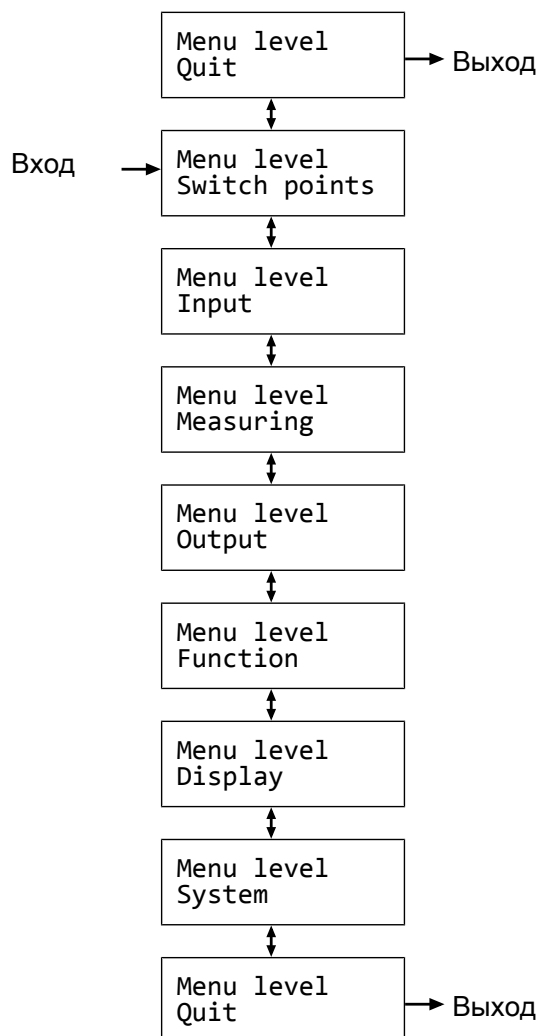 Menu level
Quit
Выход
Вход
Menu level
Switch points
Menu level
Input
Menu level
Measuring
Menu level
Output
Menu level
Function
Menu level
Display
Menu level
System
Menu level
Quit
Выход